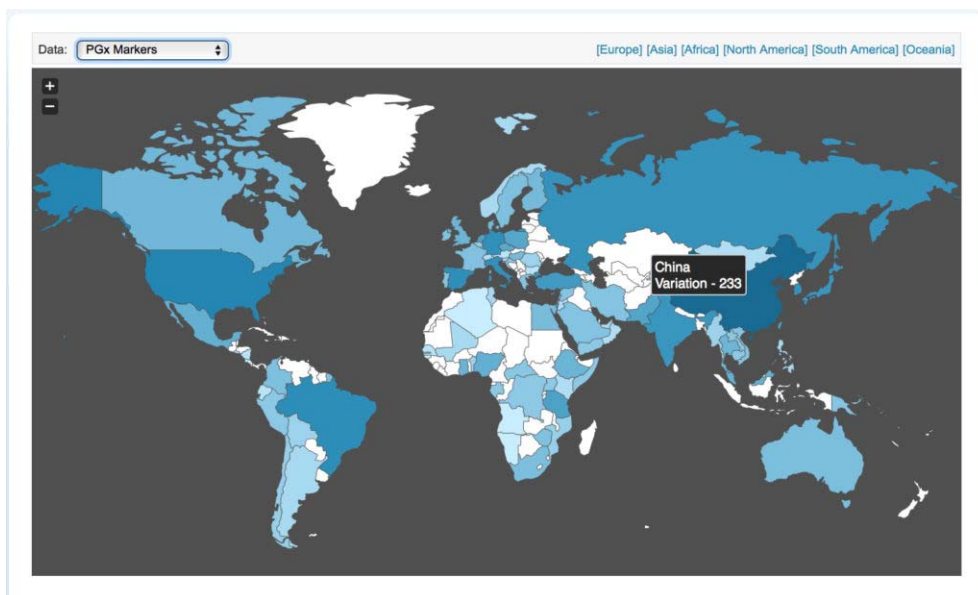 Data: PGx Markers [Europe] [Asia] [Africa] [North America] [South America] [Oceania]
+
−
China
Variation - 233